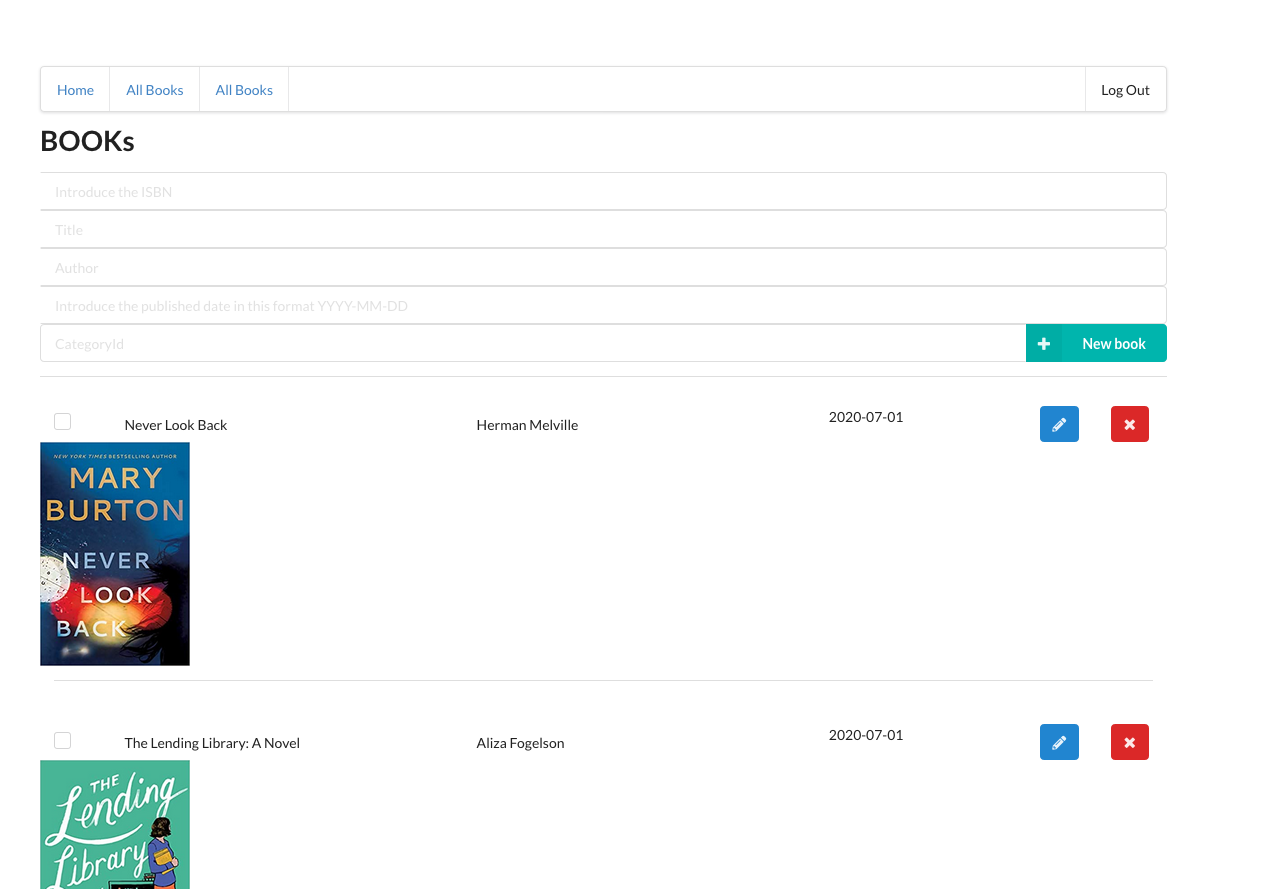 Home All Books All Books Log Out
BOOKs
Introduce the ISBN
Title
Author
Introduce the published date in this format YYYY-MM-DD
CategoryId New book
Never Look Back Herman Melville 2020-07-01
NEW YORK TIMES BESTSELLING AUTHOR
MARY
BURTON
NEVER
LOOK
BACK
The Lending Library: A Novel Aliza Fogelson 2020-07-01
THE
Lending
Library